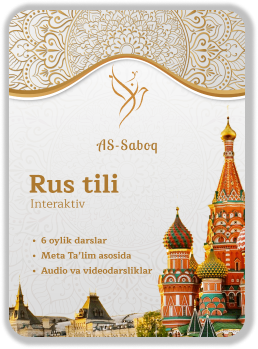 AS-Saboq
Rus tili
Interaktiv
• 6 oylik darslar
• Meta Ta'lim asosida
• Audio va videodarsliklar